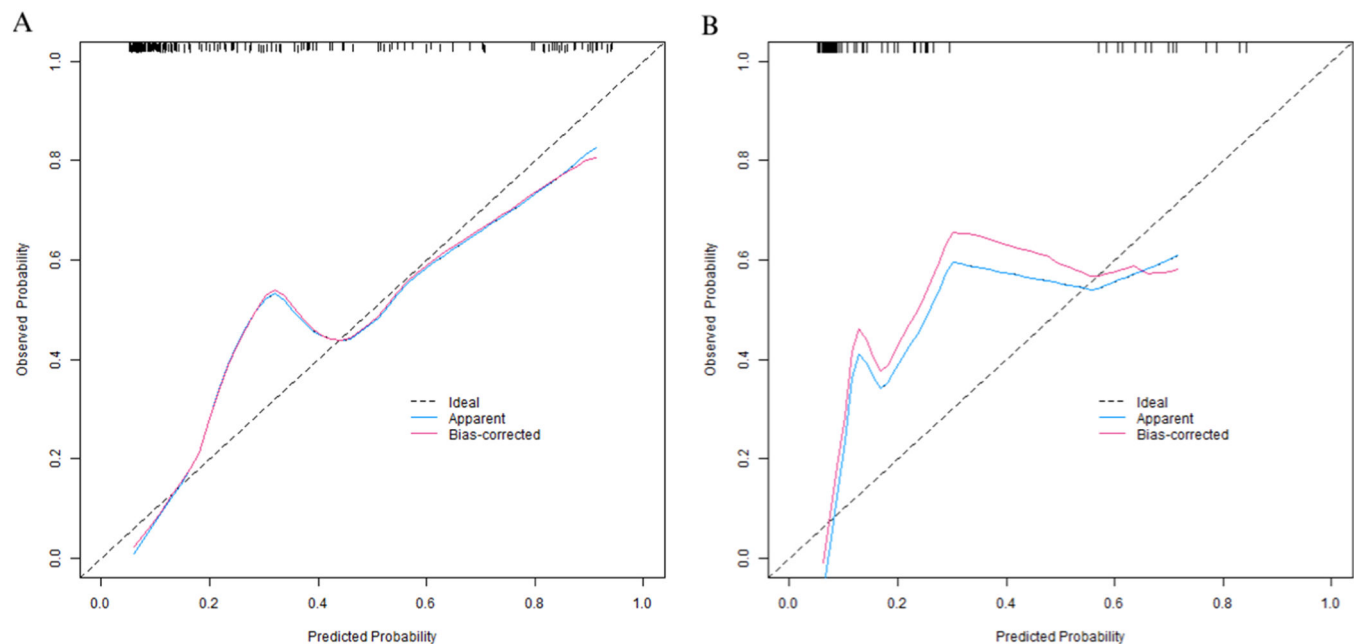 A
1.0
0.8
0.6
0.4
0.2
0.0
Observed Probability
Ideal
Apparent
Bias-corrected
0.0 0.2 0.4 0.6 0.8 1.0
Predicted Probability
B
1.0
0.8
0.6
0.4
0.2
0.0
Observed Probability
Ideal
Apparent
Bias-corrected
0.0 0.2 0.4 0.6 0.8 1.0
Predicted Probability